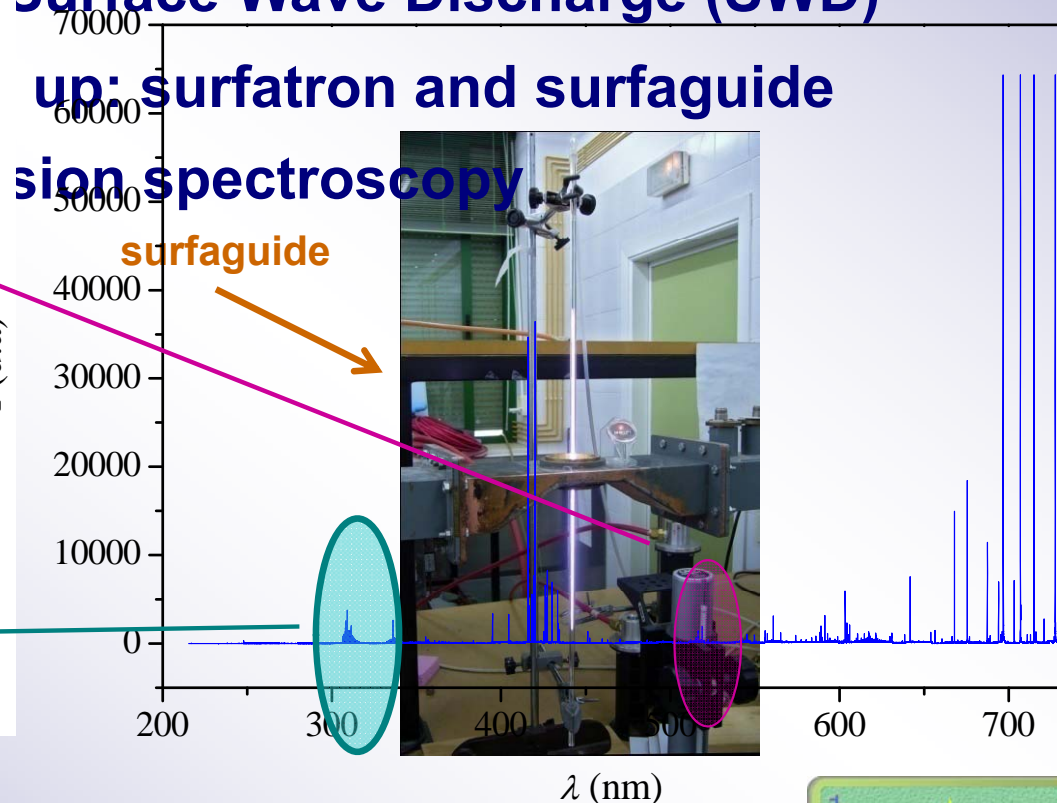 Surface Wave Discharge (SWD)
70000
up: surfatron and surfaguide
60000
sion spectroscopy
50000
surfaguide
40000
30000
20000
10000
0
200 300 400 500 600 700
λ (nm)